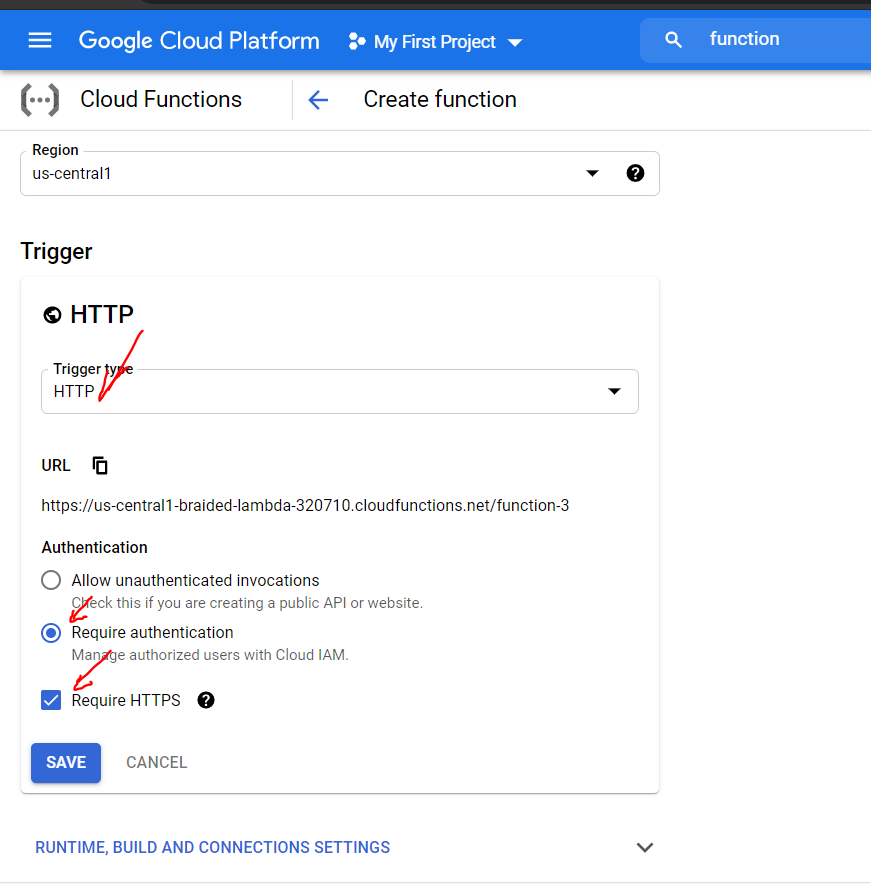 Google Cloud Platform My First Project function
Cloud Functions Create function
Region
us-central1
Trigger
HTTP
Trigger type
HTTP
URL
https://us-central1-braided-lambda-320710.cloudfunctions.net/function-3
Authentication
Allow unauthenticated invocations
Check this if you are creating a public API or website.
Require authentication
Manage authorized users with Cloud IAM.
Require HTTPS
SAVE CANCEL
RUNTIME, BUILD AND CONNECTIONS SETTINGS